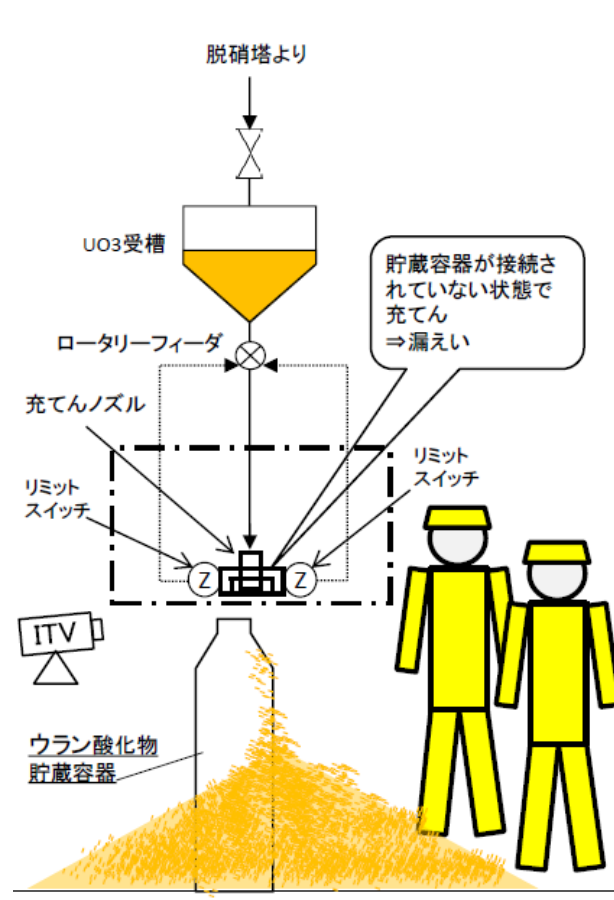 脱硝塔より
UO3受槽
貯蔵容器が接続さ
れていない状態で
充てん
⇒漏えい
ロータリーフィーダ
充てんノズル
リミット
スイッチ
リミット
スイッチ
Z
Z
ITV
ウラン酸化物
貯蔵容器